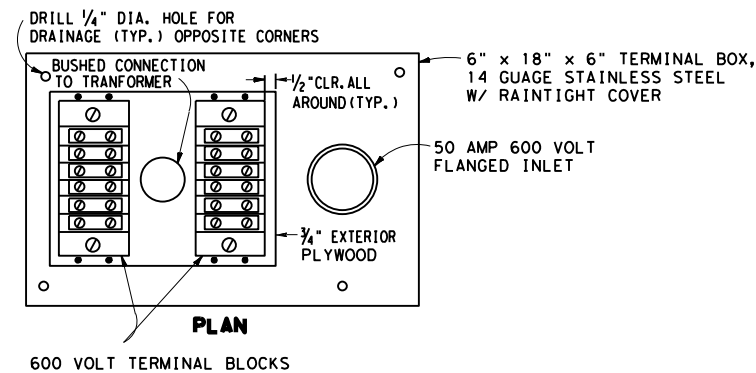 DRILL 1/4" DIA. HOLE FOR
DRAINAGE (TYP.) OPPOSITE CORNERS
BUSHED CONNECTION
TO TRANFORMER
1/2" CLR. ALL
AROUND (TYP.)
6" x 18" x 6" TERMINAL BOX,
14 GUAGE STAINLESS STEEL
W/ RAINTIGHT COVER
50 AMP 600 VOLT
FLANGED INLET
3/4" EXTERIOR
PLYWOOD
PLAN
600 VOLT TERMINAL BLOCKS